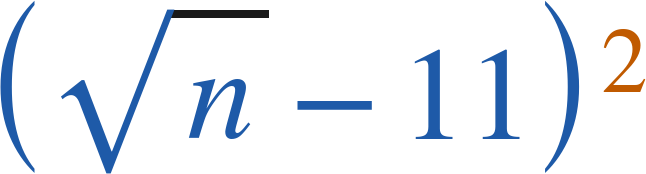 (√n − 11)²